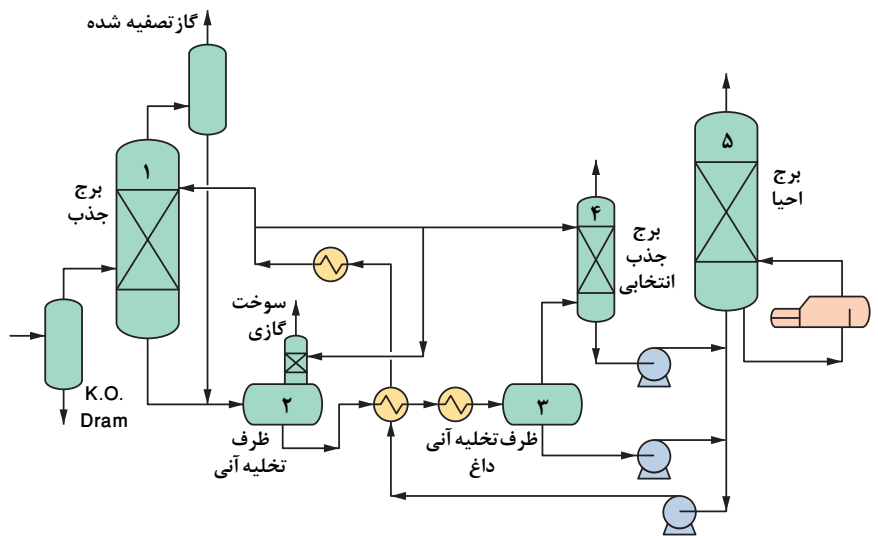 گاز تصفیه شده
۱
برج
جذب
K.O.
Dram
سوخت
گازی
۲
ظرف
تخلیه آنی
ظرف تخلیه آنی
داغ
۳
۴
برج
جذب
انتخابی
۵
برج
احیا